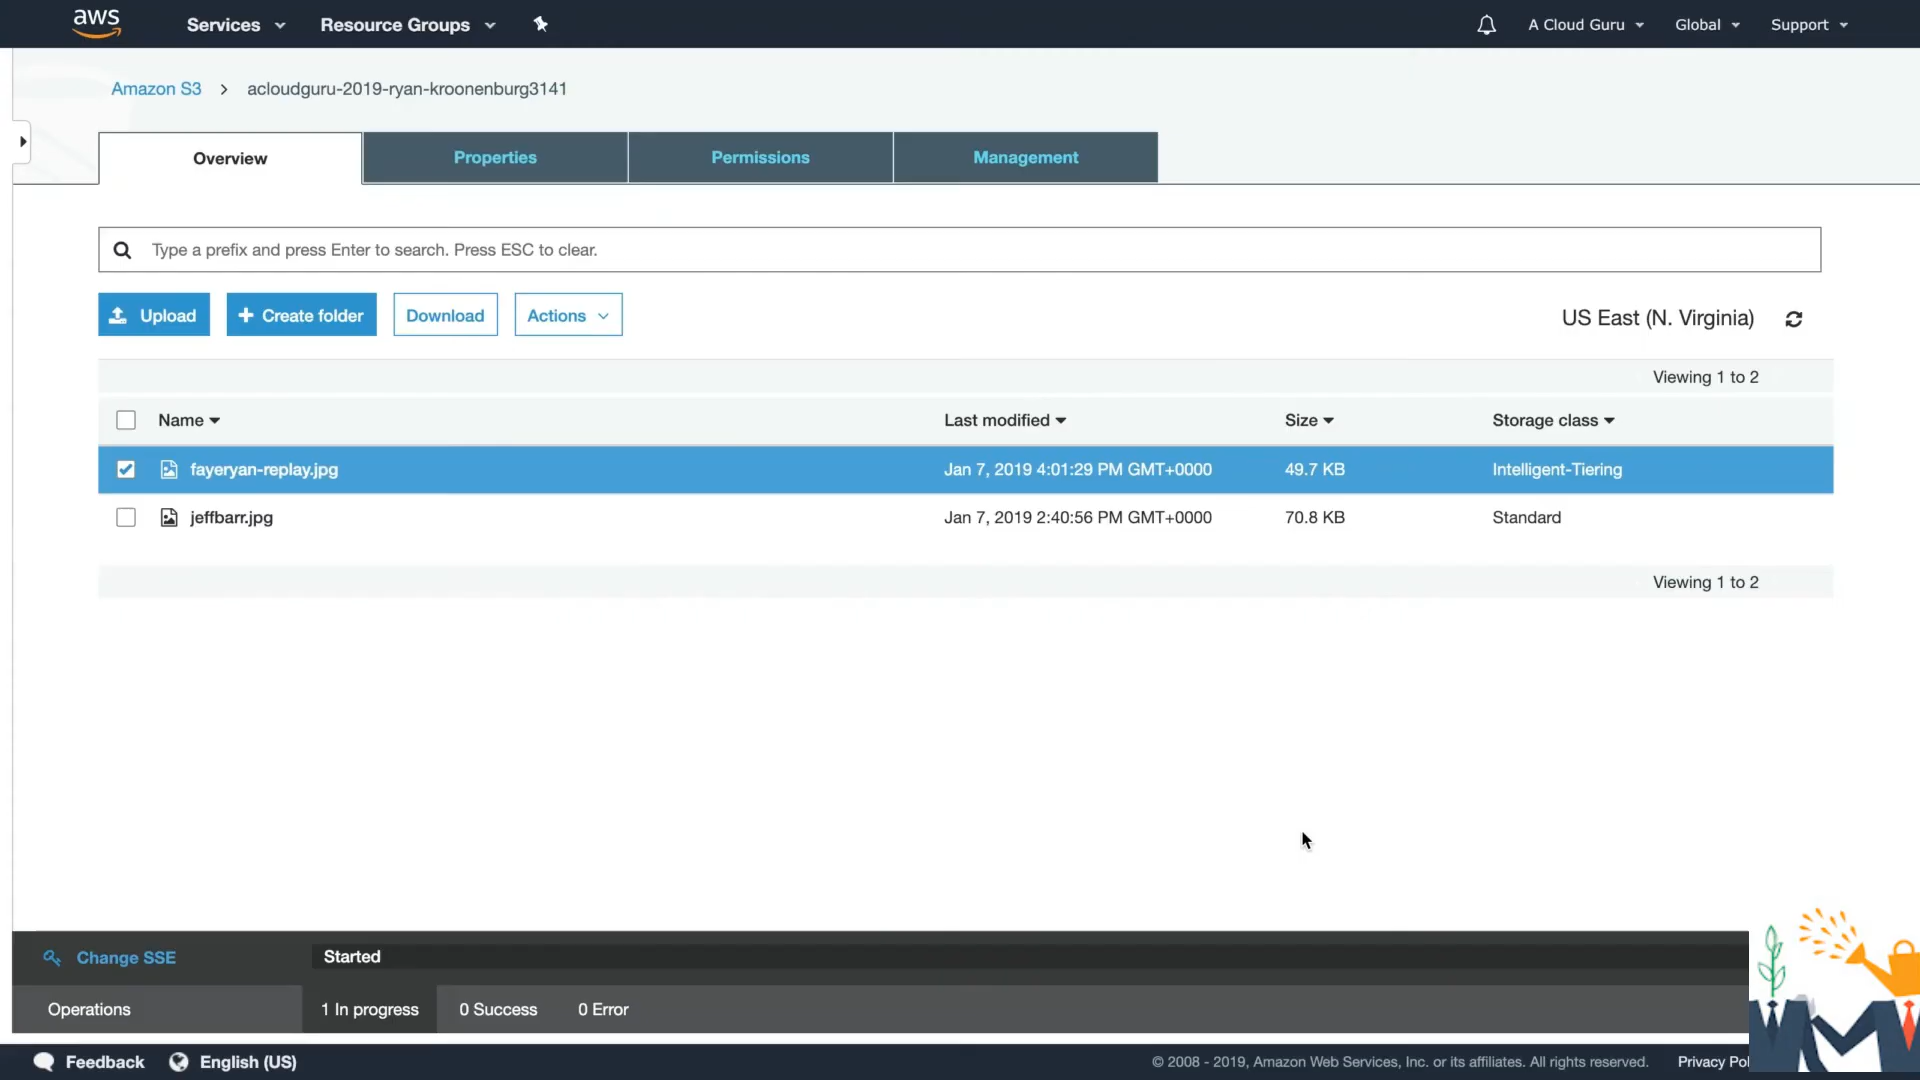 aws Services Resource Groups A Cloud Guru Global Support
Amazon S3 > acloudguru-2019-ryan-kroonenburg3141
Overview Properties Permissions Management
Type a prefix and press Enter to search. Press ESC to clear.
Upload Create folder Download Actions US East (N. Virginia)
Viewing 1 to 2
Name Last modified Size Storage class
fayeryan-replay.jpg Jan 7, 2019 4:01:29 PM GMT+0000 49.7 KB Intelligent-Tiering
jeffbarr.jpg Jan 7, 2019 2:40:56 PM GMT+0000 70.8 KB Standard
Viewing 1 to 2
Change SSE Started
Operations 1 In progress 0 Success 0 Error
Feedback English (US) © 2008 - 2019, Amazon Web Services, Inc. or its affiliates. All rights reserved. Privacy Pol